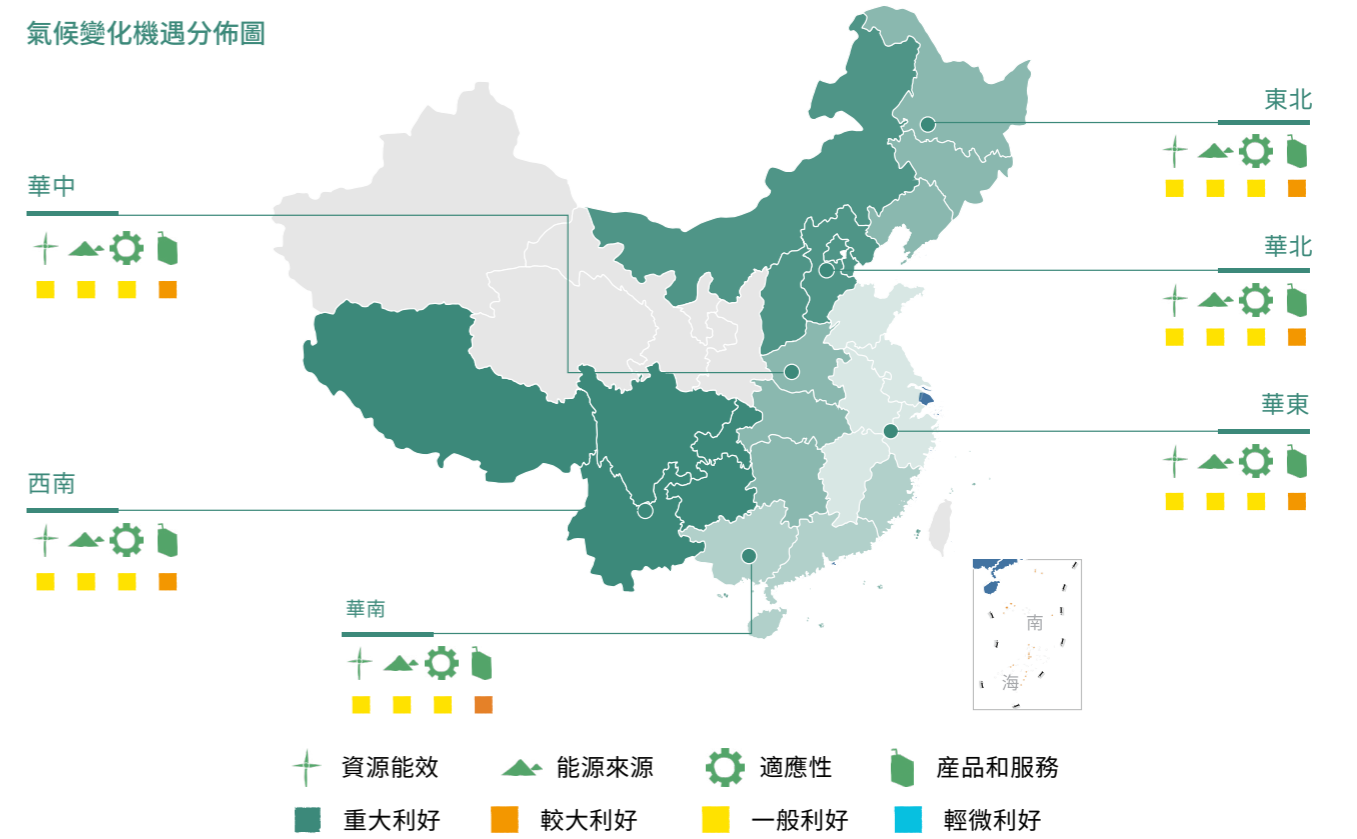 氣候變化機遇分佈圖
東北
華中
華北
華東
西南
華南
南
海
資源能效
能源來源
適應性
產品和服務
重大利好
較大利好
一般利好
輕微利好